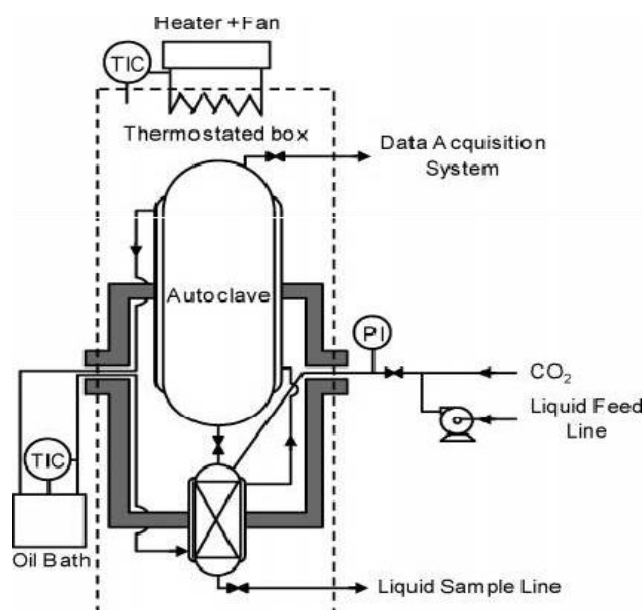 Heater +Fan
TIC
Thermostated box
Data Acquisition
System
Autoclave
PI
CO₂
Liquid Feed
Line
TIC
Oil Bath
Liquid Sample Line